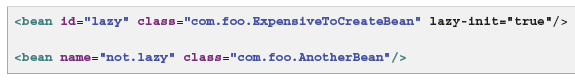 <bean id="lazy" class="com.foo.ExpensiveToCreateBean" lazy-init="true"/>
<bean name="not.lazy" class="com.foo.AnotherBean"/>